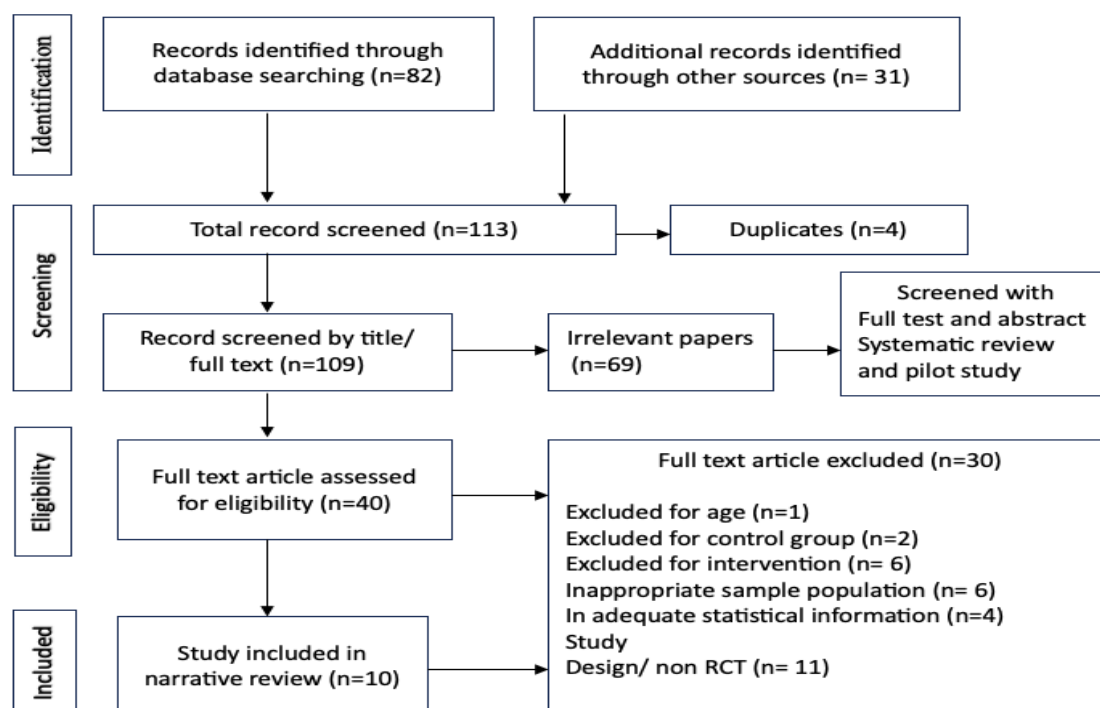 Identification
Records identified through
database searching (n=82)
Additional records identified
through other sources (n= 31)
Screening
Total record screened (n=113)
Duplicates (n=4)
Record screened by title/
full text (n=109)
Irrelevant papers
(n=69)
Screened with
Full test and abstract
Systematic review
and pilot study
Eligibility
Full text article assessed
for eligibility (n=40)
Full text article excluded (n=30)
Excluded for age (n=1)
Excluded for control group (n=2)
Excluded for intervention (n= 6)
Inappropriate sample population (n= 6)
In adequate statistical information (n=4)
Study
Design/ non RCT (n= 11)
Included
Study included in
narrative review (n=10)